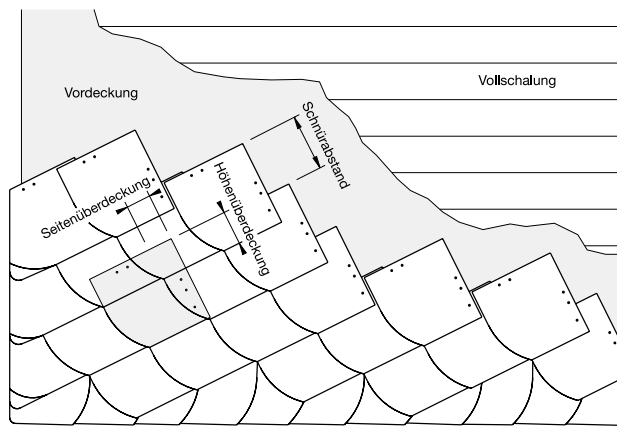 Vollschalung
Vordeckung
Schnürabstand
Seitenüberdeckung
Höhenüberdeckung